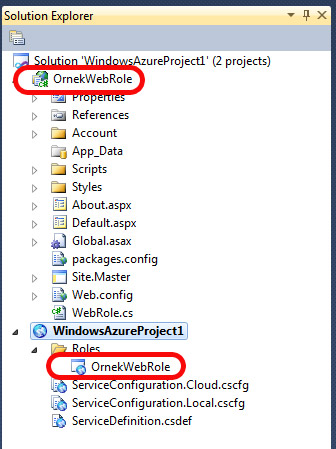 Solution Explorer
Solution 'WindowsAzureProject1' (2 projects)
OrnekWebRole
Properties
References
Account
App_Data
Scripts
Styles
About.aspx
Default.aspx
Global.asax
packages.config
Site.Master
Web.config
WebRole.cs
WindowsAzureProject1
Roles
OrnekWebRole
ServiceConfiguration.Cloud.cscfg
ServiceConfiguration.Local.cscfg
ServiceDefinition.csdef